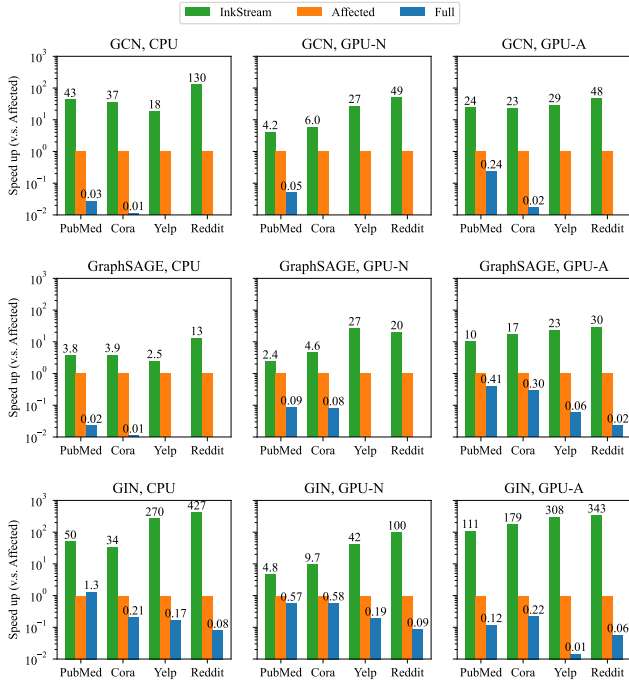 InkStream Affected Full
GCN, CPU GCN, GPU-N GCN, GPU-A
Speed up (v.s. Affected)
10³
10²
10¹
10⁰
10⁻¹
10⁻²
43 37 18 130
0.03 0.01
4.2 6.0 27 49
0.05
24 23 29 48
0.24 0.02
PubMed Cora Yelp Reddit PubMed Cora Yelp Reddit PubMed Cora Yelp Reddit
GraphSAGE, CPU GraphSAGE, GPU-N GraphSAGE, GPU-A
Speed up (v.s. Affected)
10³
10²
10¹
10⁰
10⁻¹
10⁻²
3.8 3.9 2.5 13
0.02 0.01
2.4 4.6 27 20
0.09 0.08
10 17 23 30
0.41 0.30 0.06 0.02
PubMed Cora Yelp Reddit PubMed Cora Yelp Reddit PubMed Cora Yelp Reddit
GIN, CPU GIN, GPU-N GIN, GPU-A
Speed up (v.s. Affected)
10³
10²
10¹
10⁰
10⁻¹
10⁻²
50 34 270 427
1.3 0.21 0.17 0.08
4.8 9.7 42 100
0.57 0.58 0.19 0.09
111 179 308 343
0.12 0.22 0.01 0.06
PubMed Cora Yelp Reddit PubMed Cora Yelp Reddit PubMed Cora Yelp Reddit